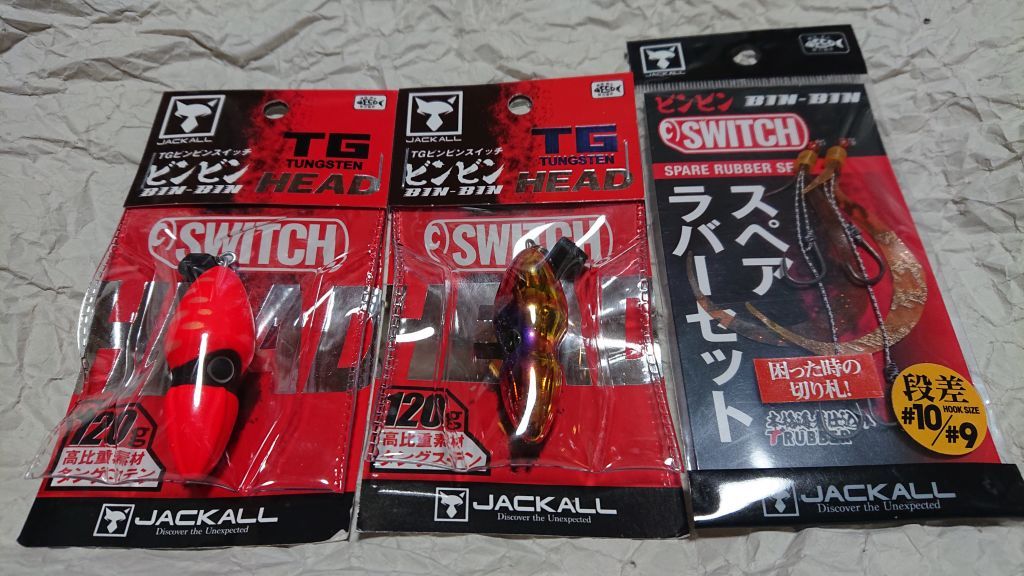 JACKALL
TG
TUNGSTEN
HEAD
TGビンビンスイッチ
ビンビン
BIN-BIN
SWITCH
120g
高比重素材
タングステン
JACKALL
Discover the Unexpected
JACKALL
TG
TUNGSTEN
HEAD
TGビンビンスイッチ
ビンビン
BIN-BIN
SWITCH
120g
高比重素材
タングステン
JACKALL
Discover the Unexpected
JACKALL
ビンビン BIN-BIN
SWITCH
SPARE RUBBER SE
スペア
ラバーセット
困った時の
切り札!
T RUBBER
段差
HOOK SIZE
#10/#9
JACKALL
Discover the Unexpected